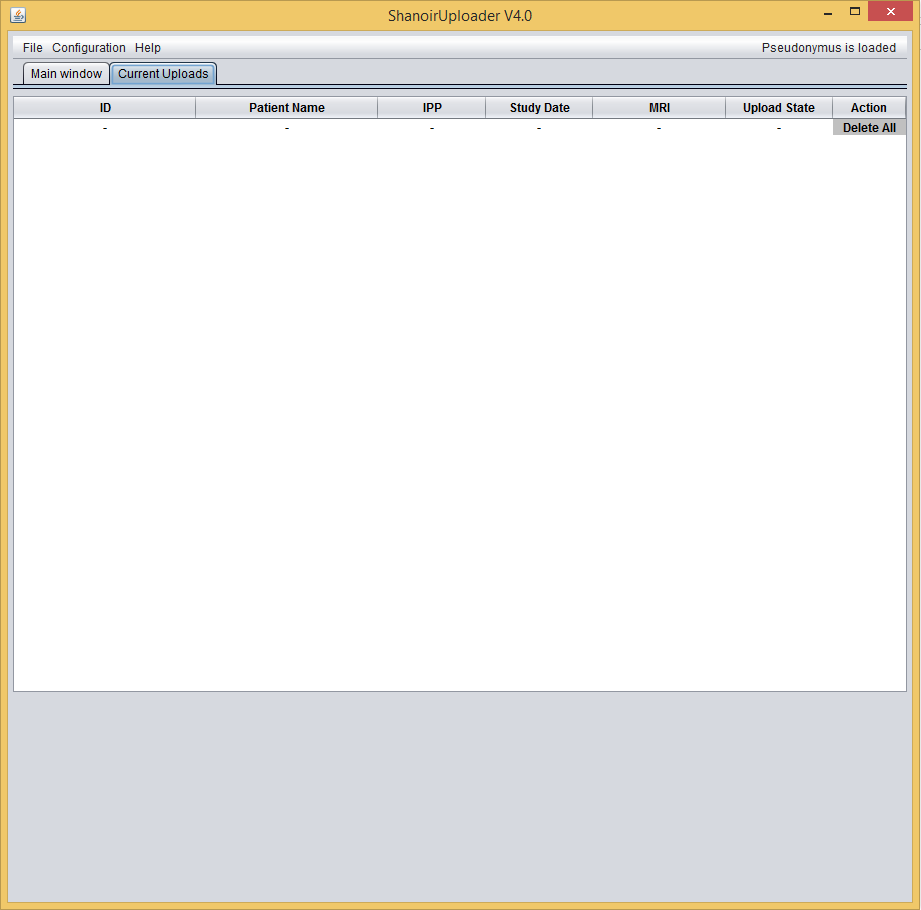 ShanoirUploader V4.0
File Configuration Help Pseudonymus is loaded
Main window Current Uploads
ID Patient Name IPP Study Date MRI Upload State Action
- - - - - - Delete All